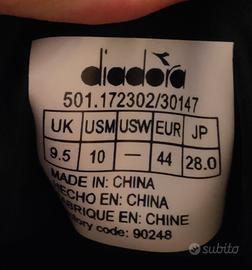 diadora
501.172302/30147
UK USM USW EUR JP
9.5 10 — 44 28.0
MADE IN: CHINA
HECHO EN: CHINA
FABRIQUE EN: CHINE
code: 90248
subito